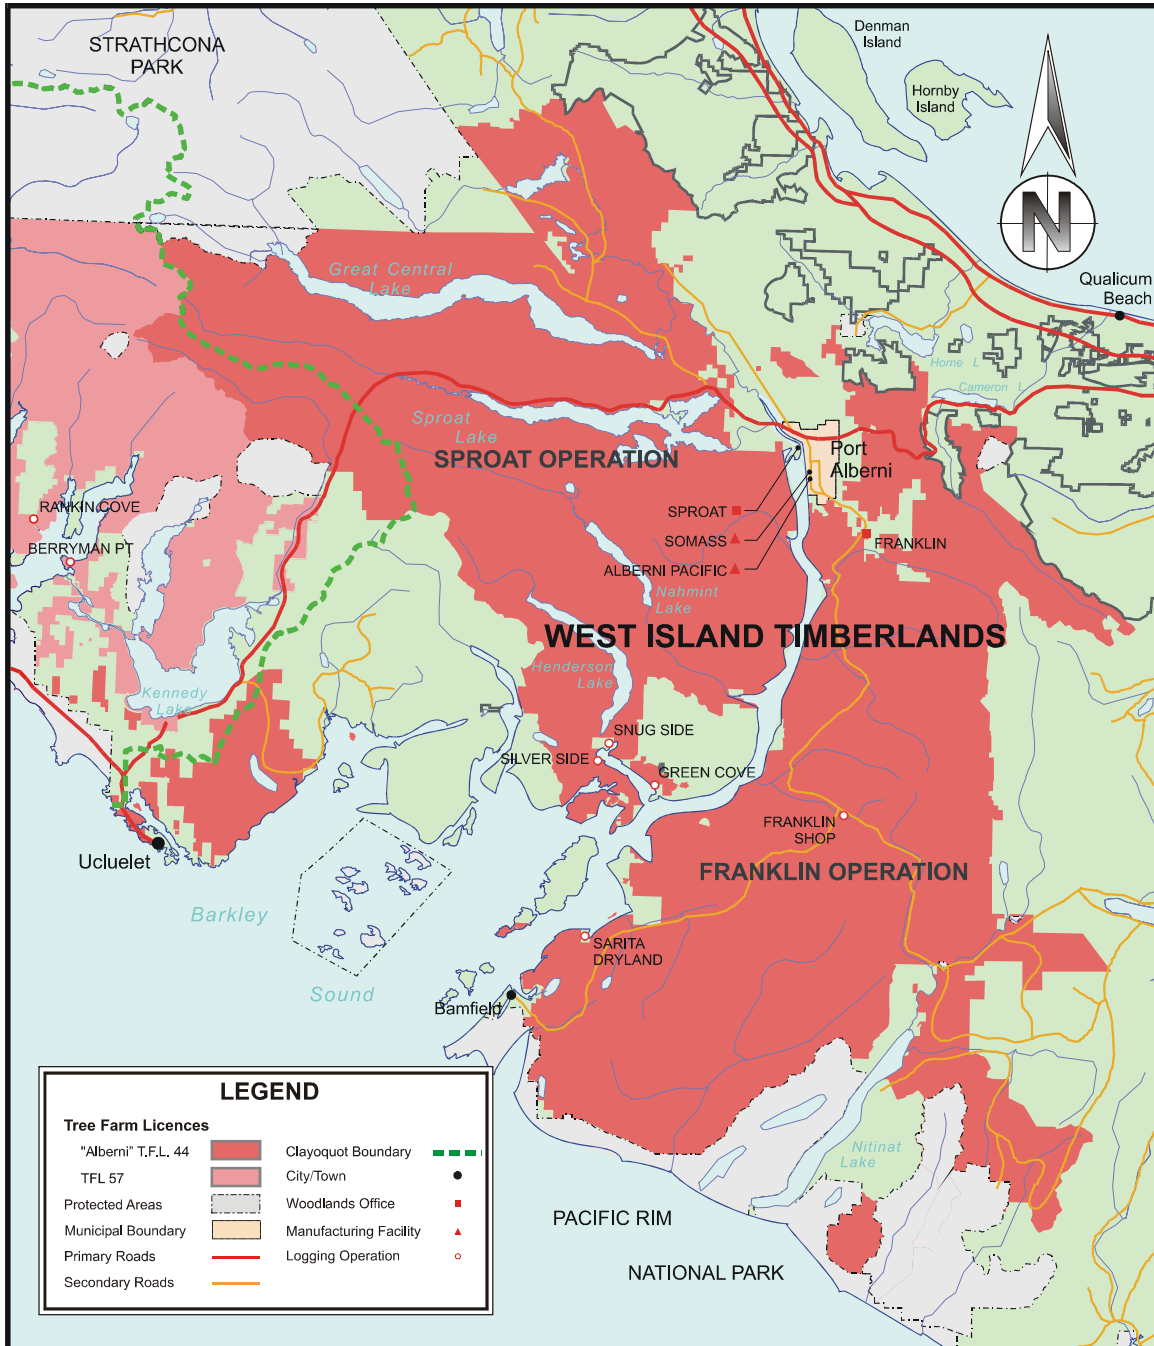 STRATHCONA
PARK
Denman
Island
Hornby
Island
N
Qualicum
Beach
Great Central
Lake
Home L
Cameron L
Sproat
Lake
SPROAT OPERATION
Port
Alberni
RANKIN COVE
BERRYMAN PT
SPROAT
SOMASS
ALBERNI PACIFIC
FRANKLIN
Nahmint
Lake
WEST ISLAND TIMBERLANDS
Henderson
Lake
Kennedy
Lake
SNUG SIDE
SILVER SIDE
GREEN COVE
FRANKLIN
SHOP
Ucluelet
FRANKLIN OPERATION
Barkley
SARITA
DRYLAND
Sound
Bamfield
Nitinat
Lake
PACIFIC RIM
NATIONAL PARK
LEGEND
Tree Farm Licences
"Alberni" T.F.L. 44
TFL 57
Protected Areas
Municipal Boundary
Primary Roads
Secondary Roads
Clayoquot Boundary
City/Town
Woodlands Office
Manufacturing Facility
Logging Operation